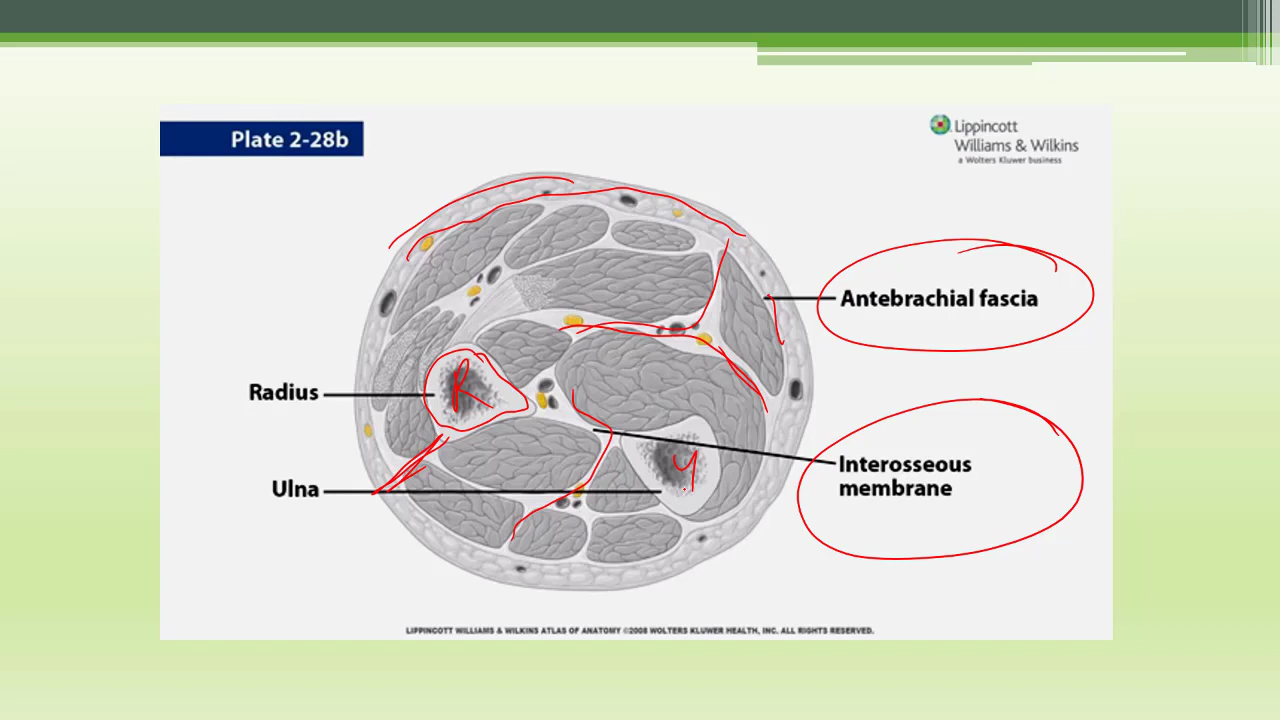 Plate 2-28b
Lippincott
Williams & Wilkins
a Wolters Kluwer business
Antebrachial fascia
Radius
R
Interosseous
membrane
Ulna
U
LIPPINCOTT WILLIAMS & WILKINS ATLAS OF ANATOMY ©2008 WOLTERS KLUWER HEALTH, INC. ALL RIGHTS RESERVED.